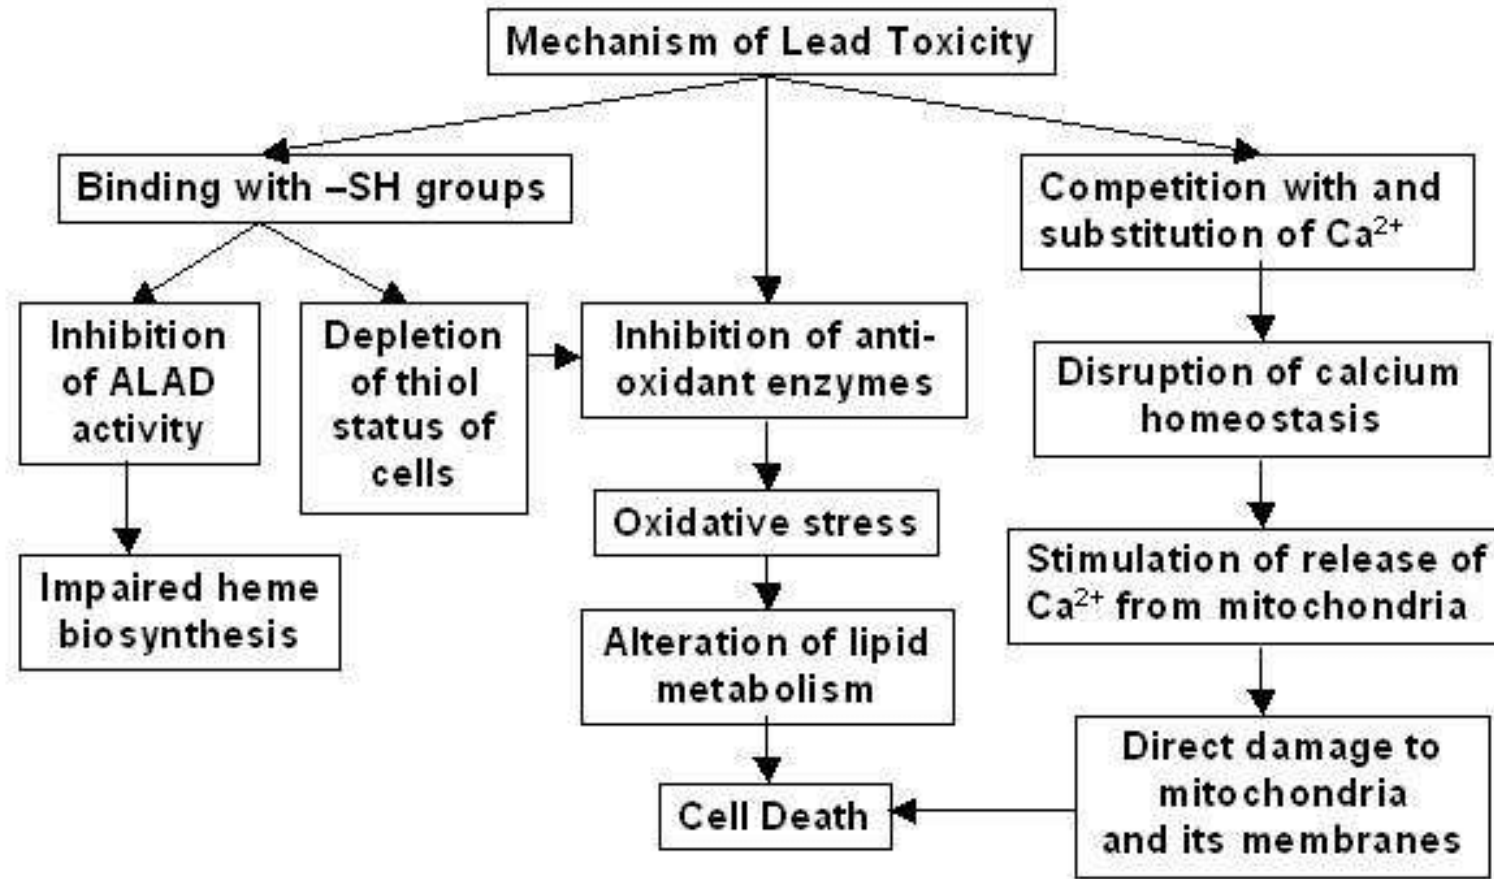 Mechanism of Lead Toxicity
Binding with –SH groups
Competition with and
substitution of Ca²⁺
Inhibition
of ALAD
activity
Depletion
of thiol
status of
cells
Inhibition of anti-
oxidant enzymes
Disruption of calcium
homeostasis
Oxidative stress
Stimulation of release of
Ca²⁺ from mitochondria
Impaired heme
biosynthesis
Alteration of lipid
metabolism
Direct damage to
mitochondria
and its membranes
Cell Death